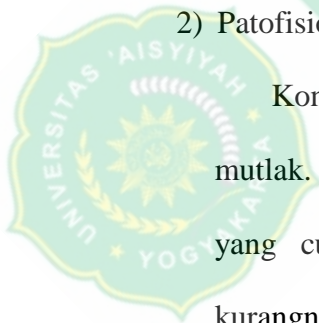 2) Patofisio
Kon
mutlak.
yang cu
kurangn
UNIVERSITAS 'AISYIYAH
YOGYAKARTA